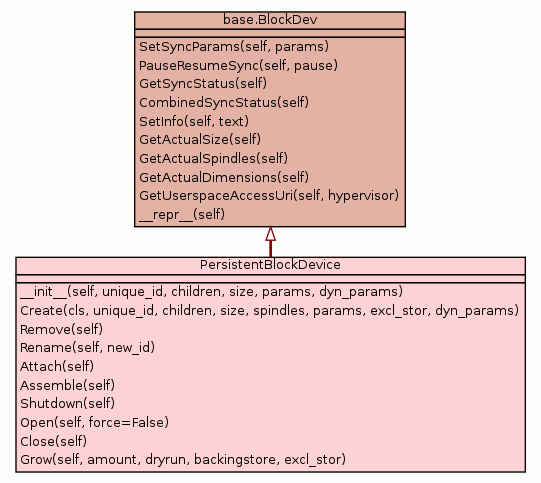 base.BlockDev
SetSyncParams(self, params)
PauseResumeSync(self, pause)
GetSyncStatus(self)
CombinedSyncStatus(self)
SetInfo(self, text)
GetActualSize(self)
GetActualSpindles(self)
GetActualDimensions(self)
GetUserspaceAccessUri(self, hypervisor)
__repr__(self)
PersistentBlockDevice
__init__(self, unique_id, children, size, params, dyn_params)
Create(cls, unique_id, children, size, spindles, params, excl_stor, dyn_params)
Remove(self)
Rename(self, new_id)
Attach(self)
Assemble(self)
Shutdown(self)
Open(self, force=False)
Close(self)
Grow(self, amount, dryrun, backingstore, excl_stor)